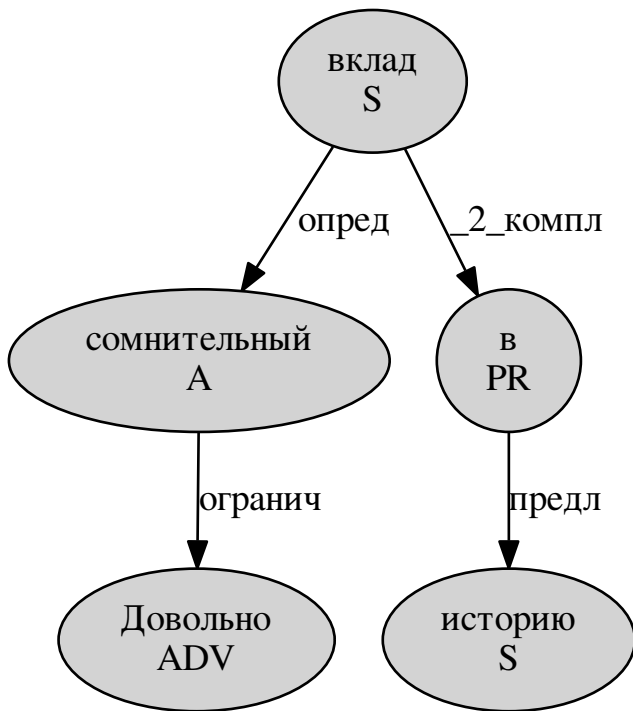 вклад
S
опред
_2_компл
сомнительный
A
в
PR
огранич
предл
Довольно
ADV
историю
S